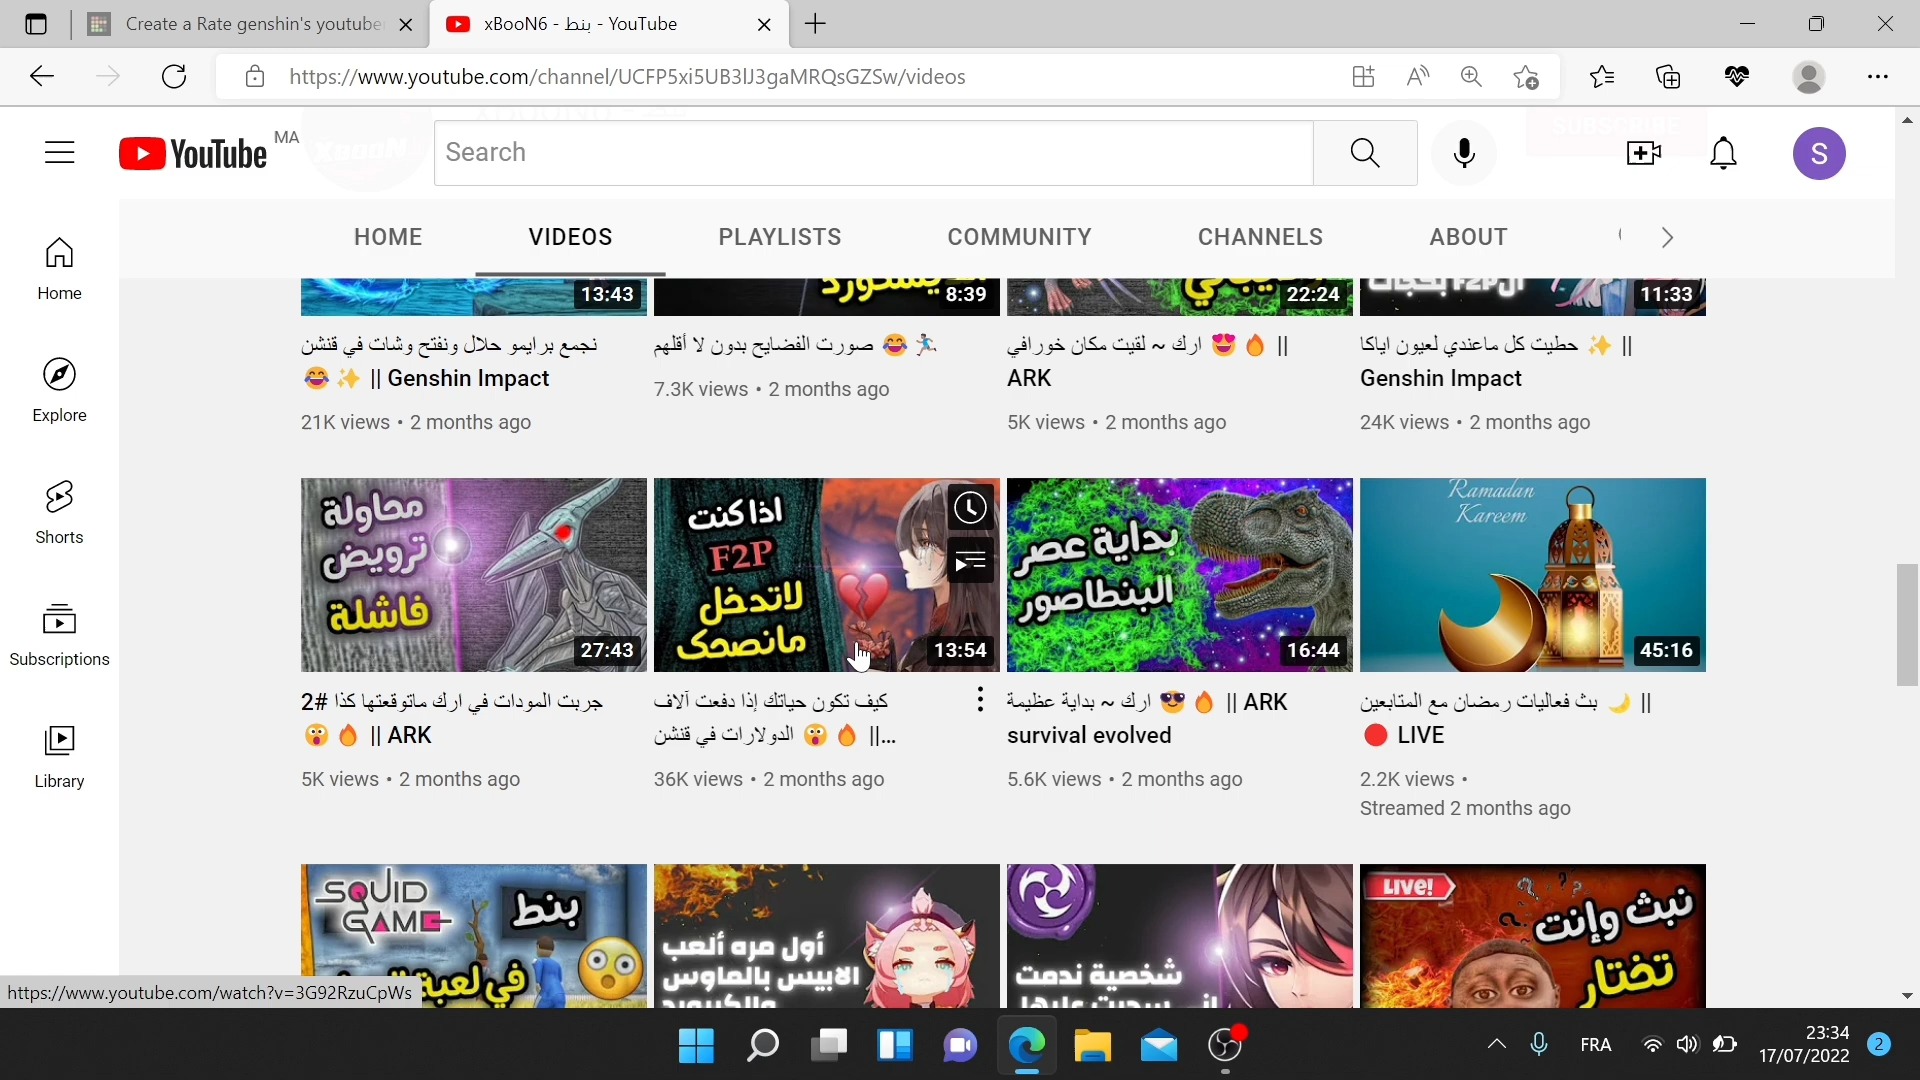 Create a Rate genshin's youtube
xBooN6 - بنط - YouTube
https://www.youtube.com/channel/UCFP5xi5UB3lJ3gaMRQsGZSw/videos
YouTube MA
Search
SUBSCRIBE
S
HOME VIDEOS PLAYLISTS COMMUNITY CHANNELS ABOUT
Home
Explore
Shorts
Subscriptions
Library
13:43
8:39
22:24
11:33
نجمع برايمو حلال ونفتح وشات في قنشن
😂 ✨ || Genshin Impact
21K views • 2 months ago
صورت الفضايح بدون لا أقلهم 😂 🏃
7.3K views • 2 months ago
ارك ~ لقيت مكان خورافي 😍 🔥 ||
ARK
5K views • 2 months ago
حطيت كل ماعندي لعيون اياكا ✨ ||
Genshin Impact
24K views • 2 months ago
محاولة
ترويض
فاشلة
27:43
اذا كنت
F2P
لاتدخل
مانصحك
13:54
بداية عصر
البنطاصور
16:44
Ramadan
Kareem
45:16
جربت المودات في ارك ماتوقعتها كذا #2
😲 🔥 || ARK
5K views • 2 months ago
كيف تكون حياتك إذا دفعت آلاف
الدولارات في قنشن 😲 🔥 ||...
36K views • 2 months ago
ارك ~ بداية عظيمة 😎 🔥 || ARK
survival evolved
5.6K views • 2 months ago
بث فعاليات رمضان مع المتابعين 🌙 ||
🔴 LIVE
2.2K views •
Streamed 2 months ago
SQUID
GAME
بنط
في لعبة
أول مره ألعب
الابيس بالماوس
والكيبورد
شخصية ندمت
اني سحبت عليها
LIVE!
نبث وإنت
تختار
https://www.youtube.com/watch?v=3G92RzuCpWs
FRA
23:34
17/07/2022
2